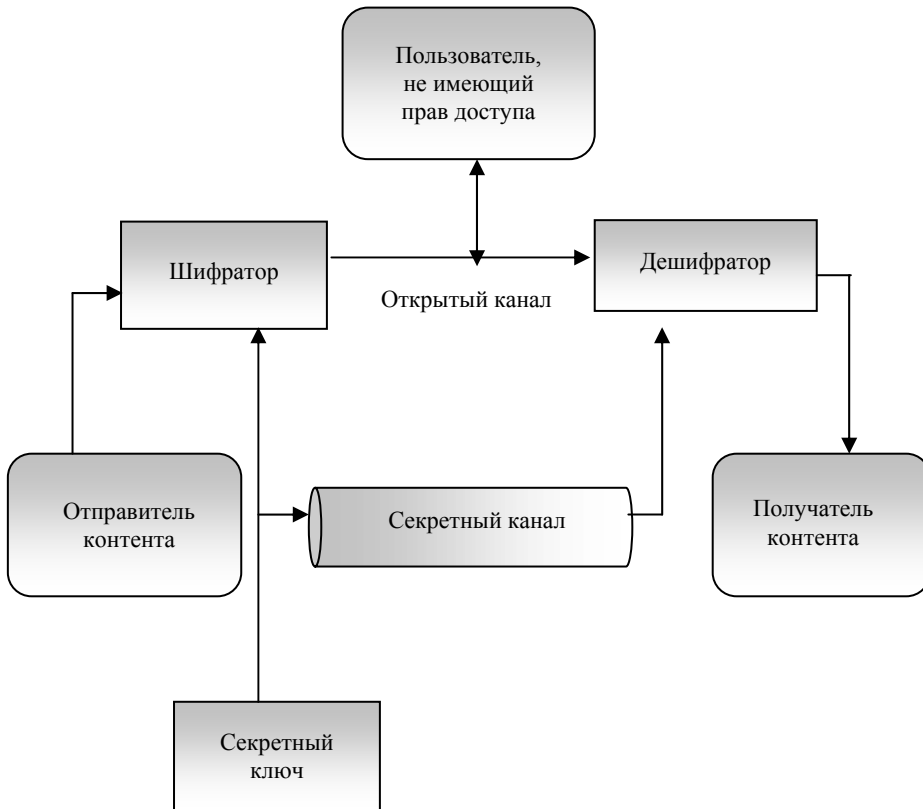 Пользователь,
не имеющий
прав доступа
Шифратор
Дешифратор
Открытый канал
Отправитель
контента
Секретный канал
Получатель
контента
Секретный
ключ